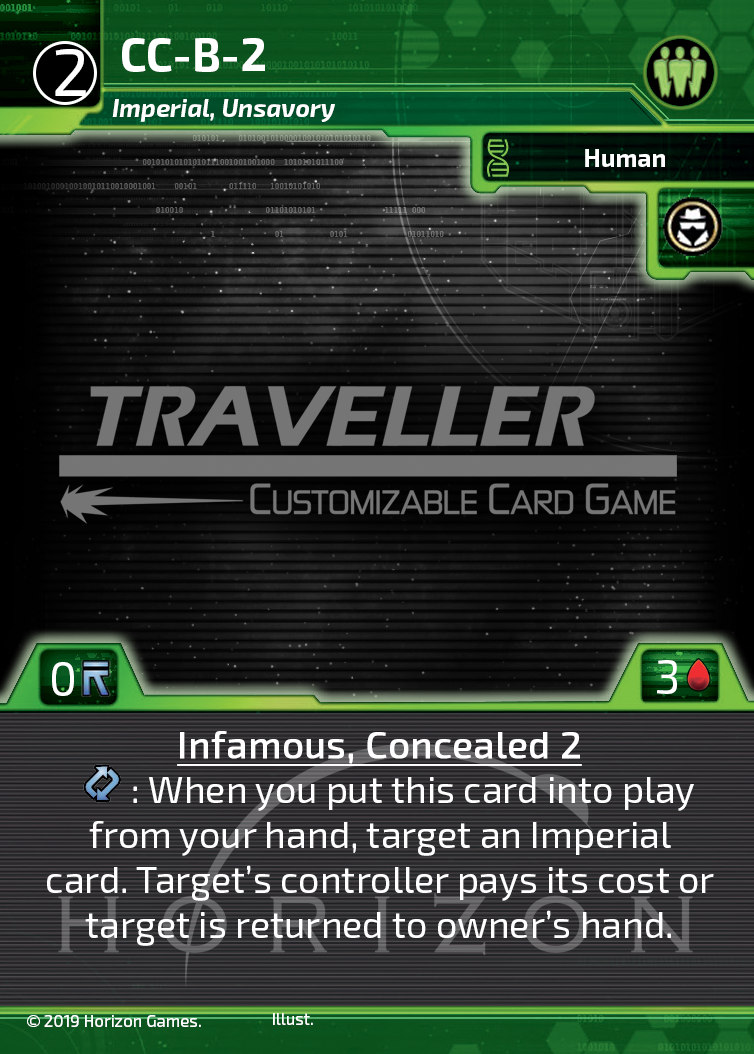 2
CC-B-2
Imperial, Unsavory
Human
TRAVELLER
CUSTOMIZABLE CARD GAME
0
3
Infamous, Concealed 2
: When you put this card into play
from your hand, target an Imperial
card. Target’s controller pays its cost or
target is returned to owner’s hand.
HORIZON
© 2019 Horizon Games.
Illust.